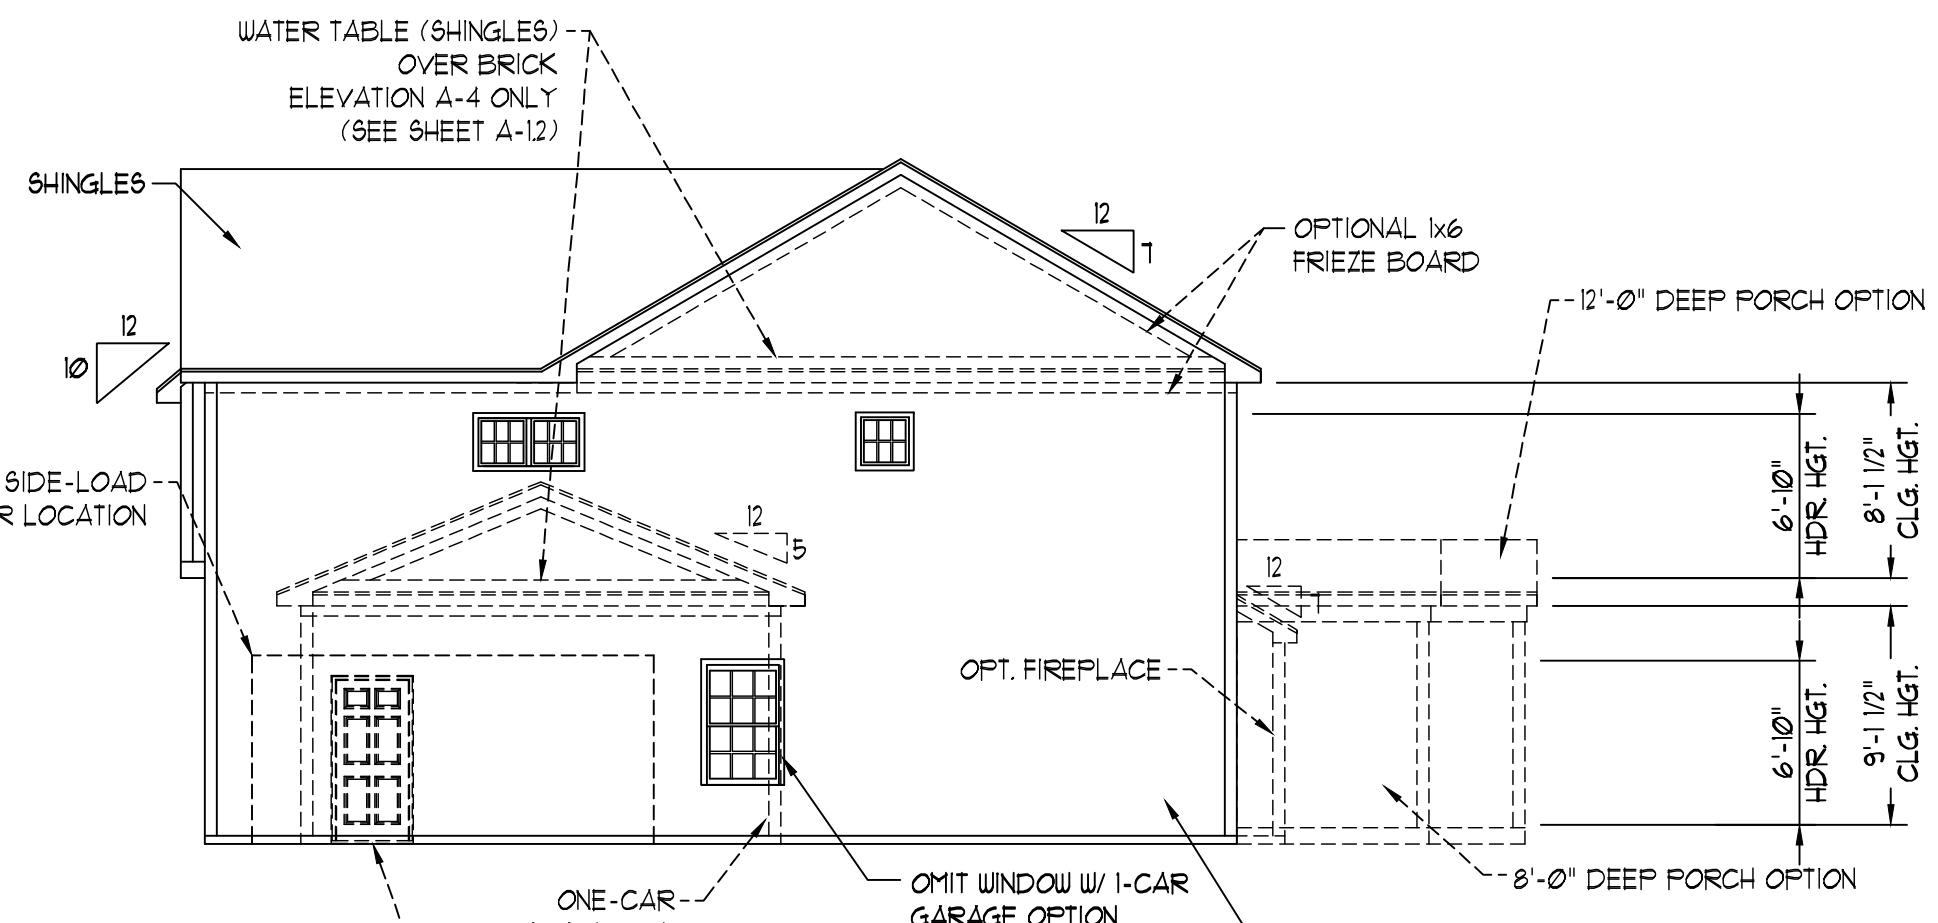 WATER TABLE (SHINGLES)
OVER BRICK
ELEVATION A-4 ONLY
(SEE SHEET A-1.2)
SHINGLES
12
7
OPTIONAL 1x6
FRIEZE BOARD
12'-0" DEEP PORCH OPTION
12
10
6'-10"
HDR. HGT.
8'-1 1/2"
CLG. HGT.
SIDE-LOAD
R LOCATION
12
5
12
7
OPT. FIREPLACE
6'-10"
HDR. HGT.
9'-1 1/2"
CLG. HGT.
8'-0" DEEP PORCH OPTION
ONE-CAR
OMIT WINDOW W/ 1-CAR
GARAGE OPTION